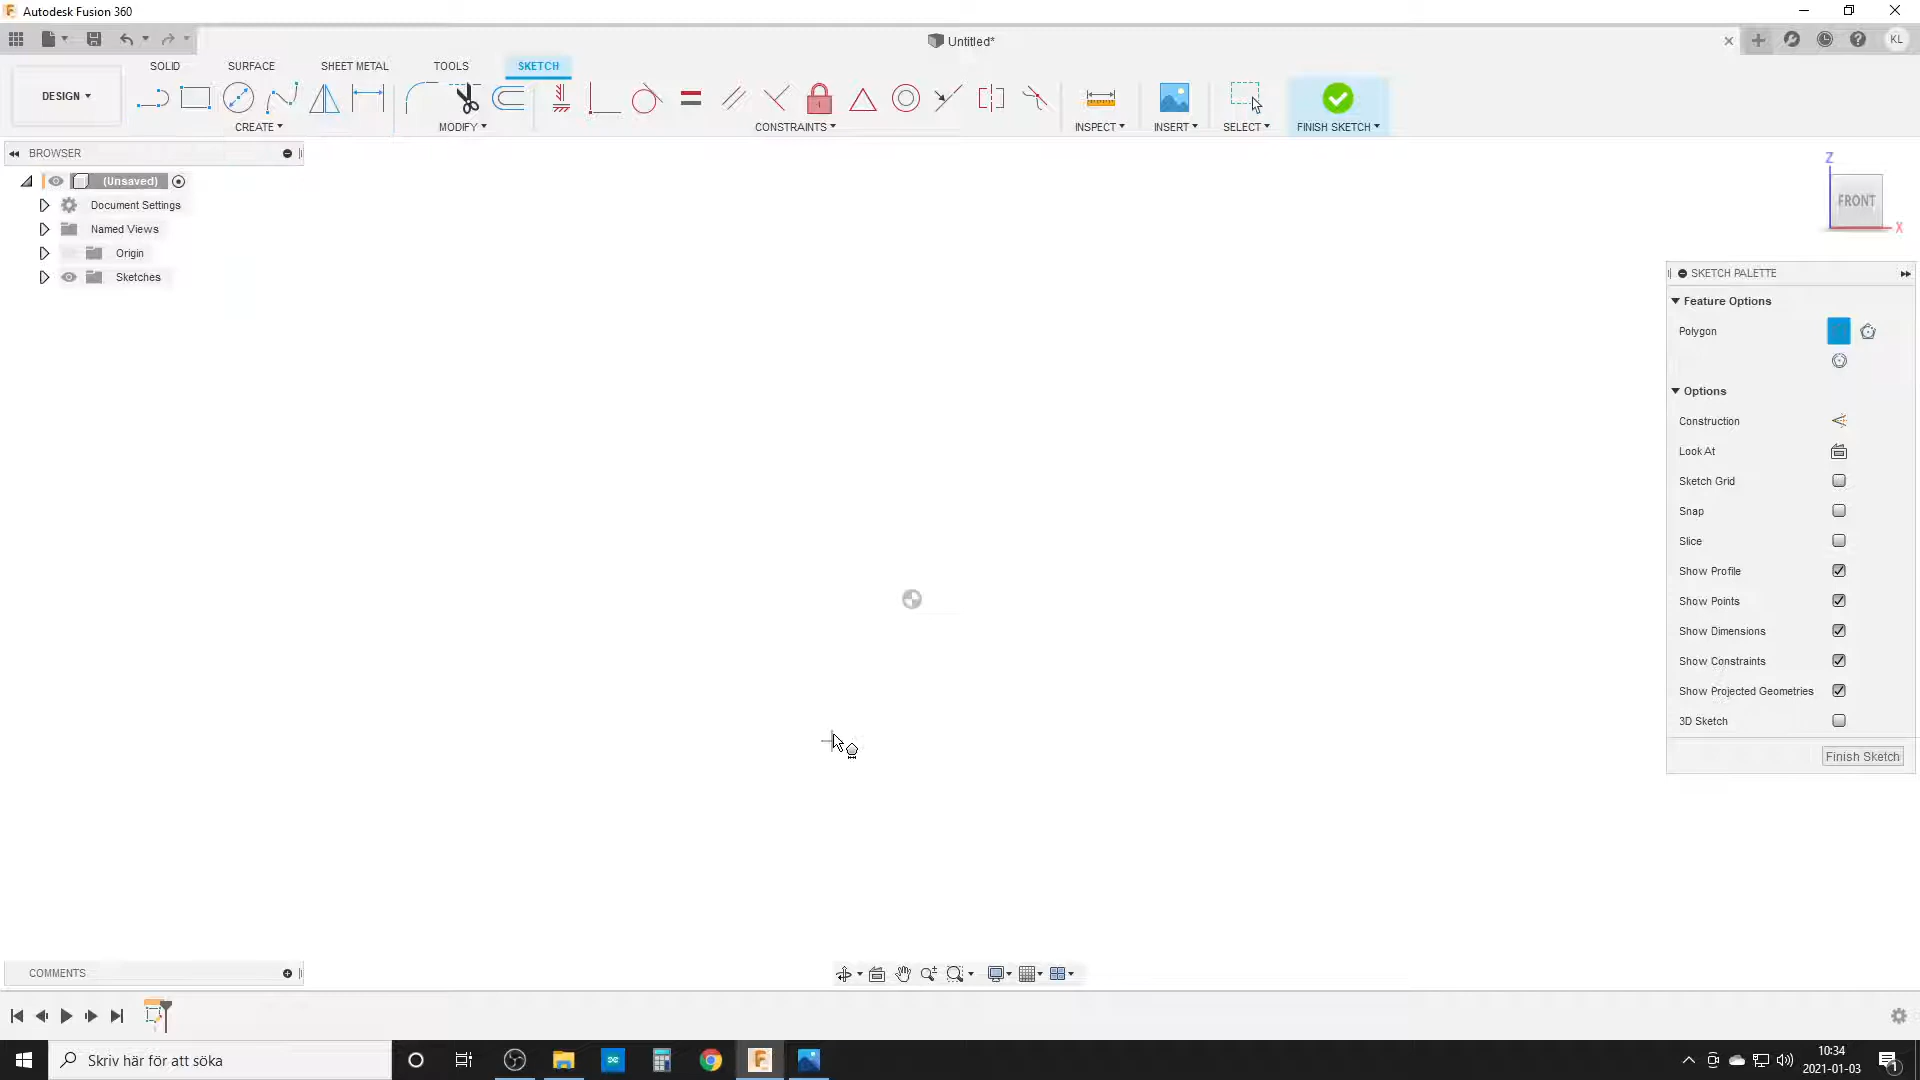 Autodesk Fusion 360
Untitled*
KL
DESIGN
SOLID
SURFACE
SHEET METAL
TOOLS
SKETCH
CREATE
MODIFY
CONSTRAINTS
INSPECT
INSERT
SELECT
FINISH SKETCH
BROWSER
(Unsaved)
Document Settings
Named Views
Origin
Sketches
Z
FRONT
X
SKETCH PALETTE
Feature Options
Polygon
Options
Construction
Look At
Sketch Grid
Snap
Slice
Show Profile
Show Points
Show Dimensions
Show Constraints
Show Projected Geometries
3D Sketch
Finish Sketch
COMMENTS
Skriv här för att söka
10:34
2021-01-03
1